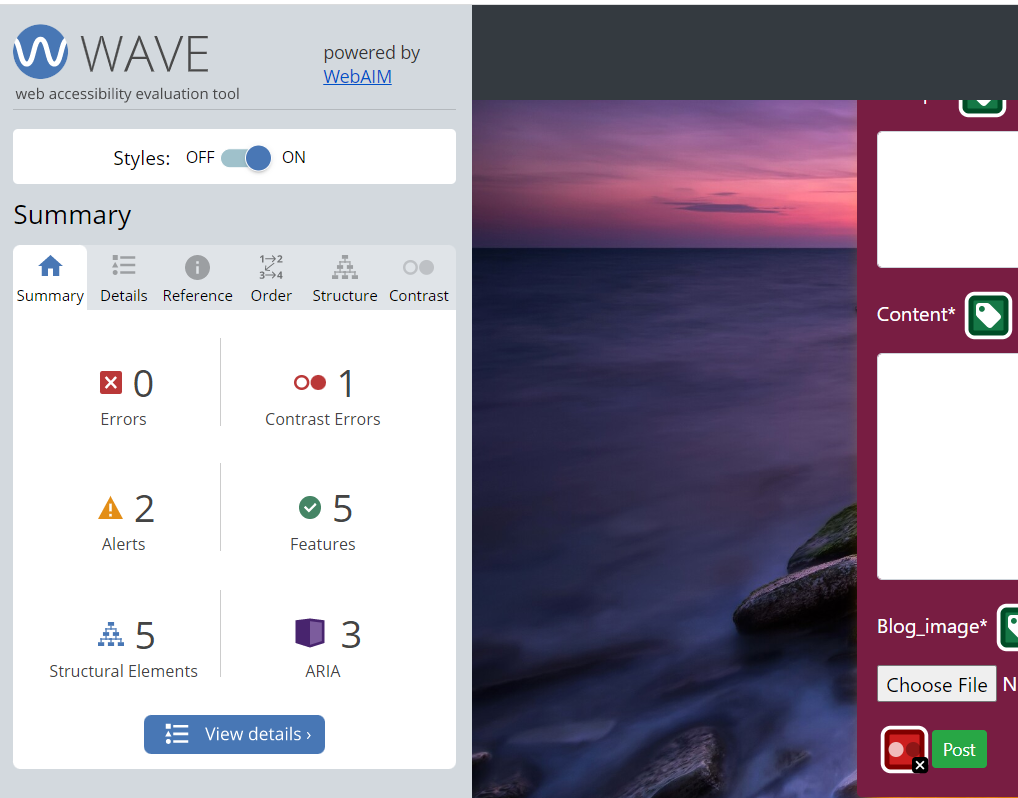 WAVE
powered by
WebAIM
web accessibility evaluation tool
Styles: OFF ON
Summary
Summary Details Reference Order Structure Contrast
0 1
Errors Contrast Errors
2 5
Alerts Features
5 3
Structural Elements ARIA
View details ›
Content*
Blog_image*
Choose File N
Post